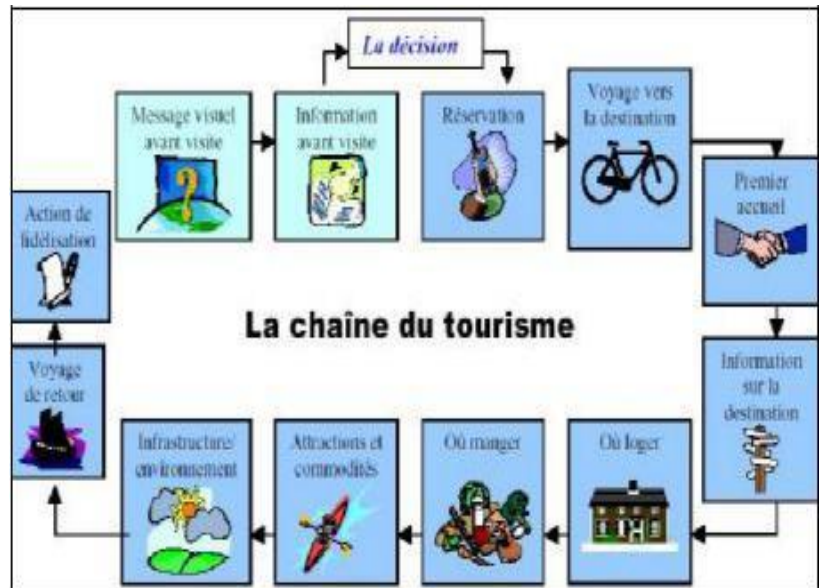 La décision
Message visuel
avant visite
Information
avant visite
Réservation
Voyage vers
la destination
Premier
accueil
Information
sur la
destination
Où loger
Où manger
Attractions et
commodités
Infrastructure/
environnement
Voyage
de retour
Action de
fidélisation
La chaîne du tourisme